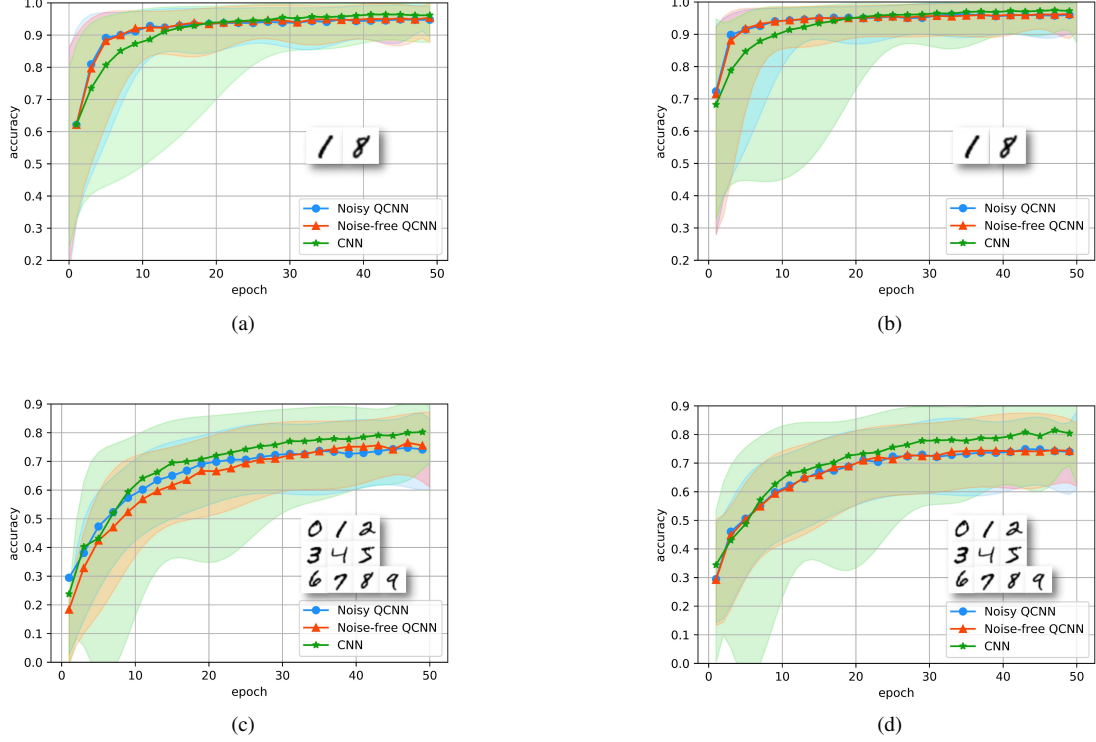 1.0
0.9
0.8
0.7
0.6
0.5
0.4
0.3
0.2
accuracy
1 8
Noisy QCNN
Noise-free QCNN
CNN
0 10 20 30 40 50
epoch
(a)
1.0
0.9
0.8
0.7
0.6
0.5
0.4
0.3
0.2
accuracy
1 8
Noisy QCNN
Noise-free QCNN
CNN
0 10 20 30 40 50
epoch
(b)
0.9
0.8
0.7
0.6
0.5
0.4
0.3
0.2
0.1
0.0
accuracy
0 1 2
3 4 5
6 7 8 9
Noisy QCNN
Noise-free QCNN
CNN
0 10 20 30 40 50
epoch
(c)
0.9
0.8
0.7
0.6
0.5
0.4
0.3
0.2
0.1
0.0
accuracy
0 1 2
3 4 5
6 7 8 9
Noisy QCNN
Noise-free QCNN
CNN
0 10 20 30 40 50
epoch
(d)